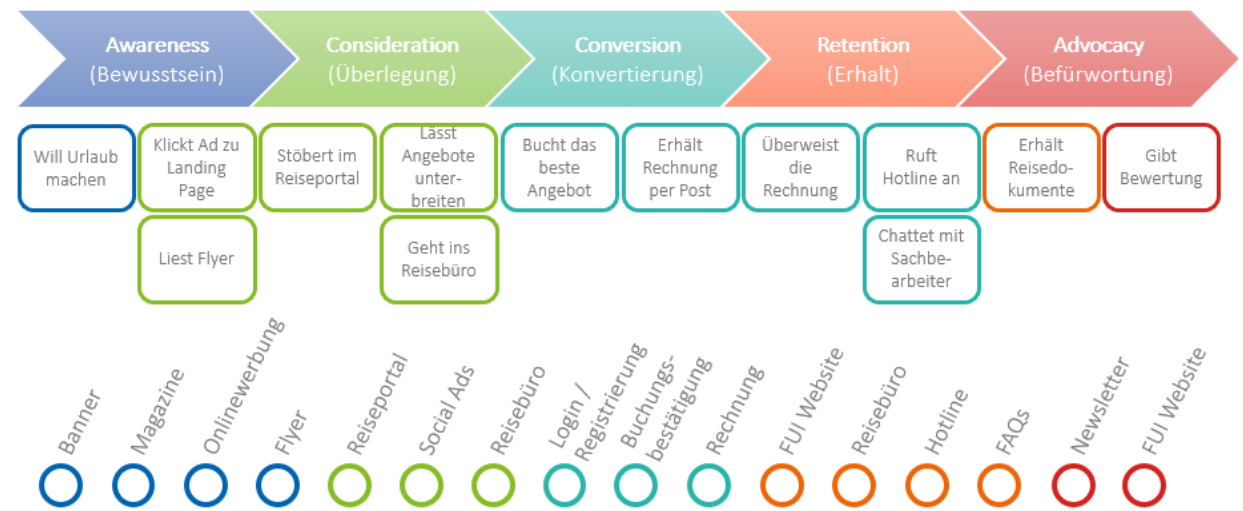 Awareness
(Bewusstsein)
Consideration
(Überlegung)
Conversion
(Konvertierung)
Retention
(Erhalt)
Advocacy
(Befürwortung)
Will Urlaub
machen
Klickt Ad zu
Landing
Page
Stöbert im
Reiseportal
Lässt
Angebote
unter-
breiten
Bucht das
beste
Angebot
Erhält
Rechnung
per Post
Überweist
die
Rechnung
Ruft
Hotline an
Erhält
Reisedo-
kumente
Gibt
Bewertung
Liest Flyer
Geht ins
Reisebüro
Chattet mit
Sachbe-
arbeiter
Banner
Magazine
Onlinewerbung
Flyer
Reiseportal
Social Ads
Reisebüro
Login /
Registrierung
Buchungs-
bestätigung
Rechnung
FUI Website
Reisebüro
Hotline
FAQs
Newsletter
FUI Website